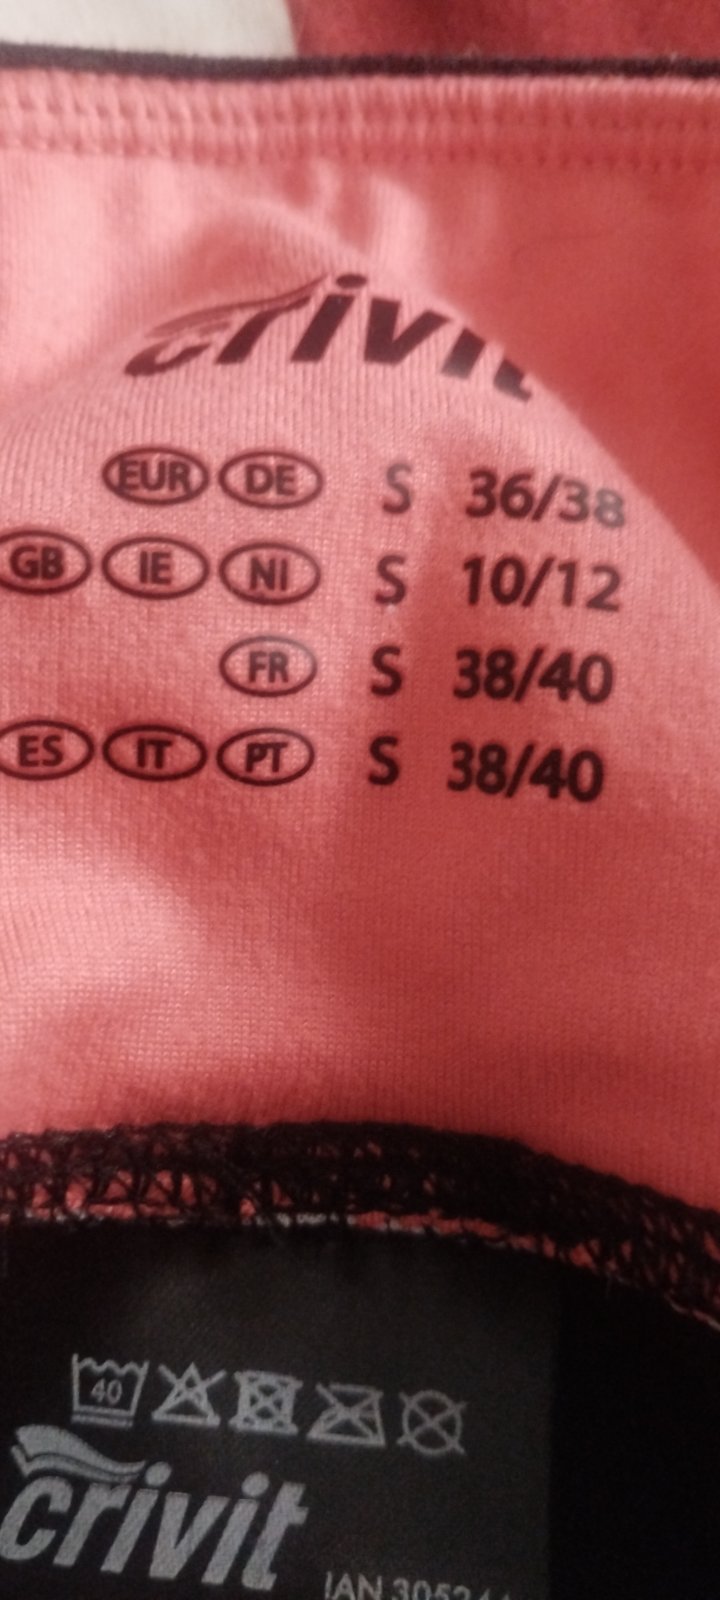 crivit
EUR DE S 36/38
GB IE NI S 10/12
FR S 38/40
ES IT PT S 38/40
40
crivit
IAN